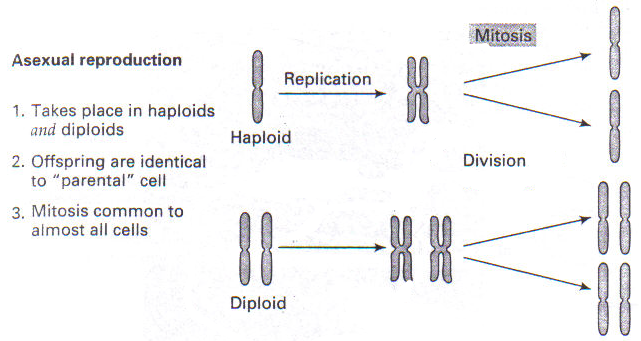 Asexual reproduction
1. Takes place in haploids
and diploids
2. Offspring are identical
to "parental" cell
3. Mitosis common to
almost all cells
Haploid
Replication
Mitosis
Division
Diploid